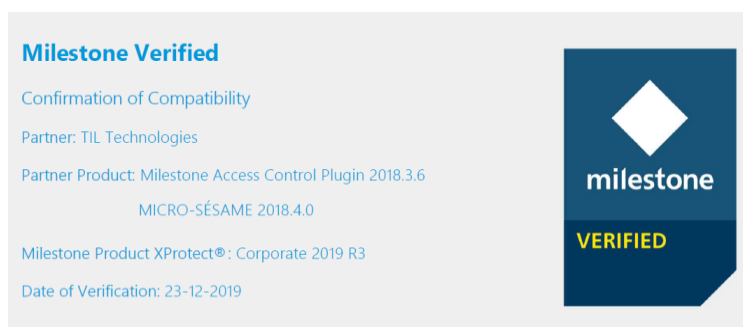 Milestone Verified
Confirmation of Compatibility
Partner: TIL Technologies
Partner Product: Milestone Access Control Plugin 2018.3.6
MICRO-SÉSAME 2018.4.0
Milestone Product XProtect® : Corporate 2019 R3
Date of Verification: 23-12-2019
milestone
VERIFIED